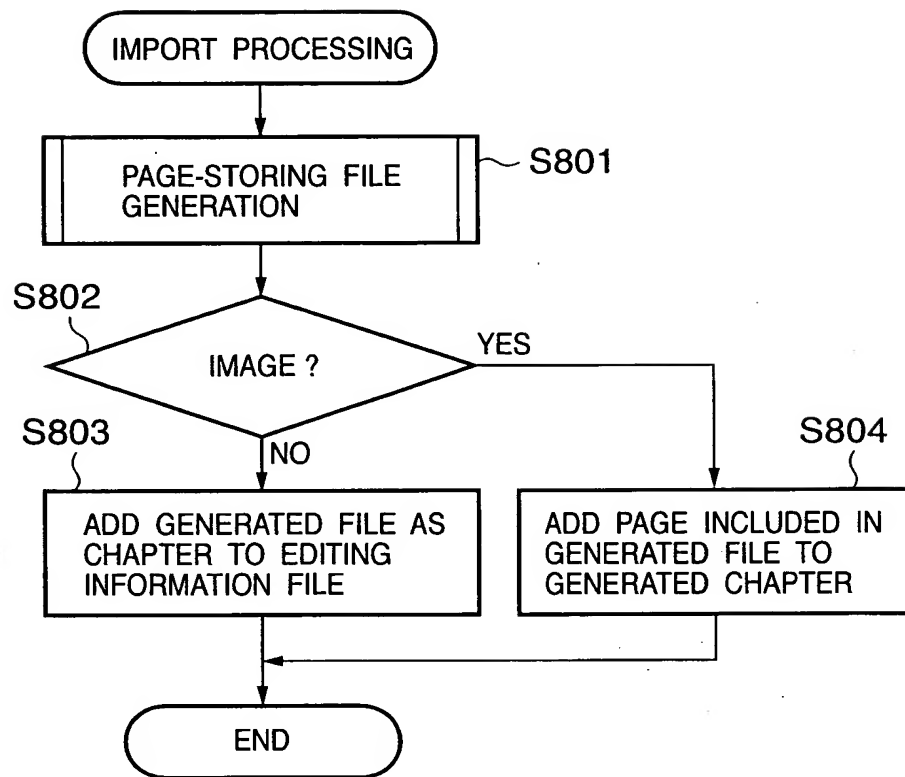 IMPORT PROCESSING
PAGE-STORING FILE
GENERATION
S801
S802
IMAGE ?
YES
NO
S803
ADD GENERATED FILE AS
CHAPTER TO EDITING
INFORMATION FILE
S804
ADD PAGE INCLUDED IN
GENERATED FILE TO
GENERATED CHAPTER
END